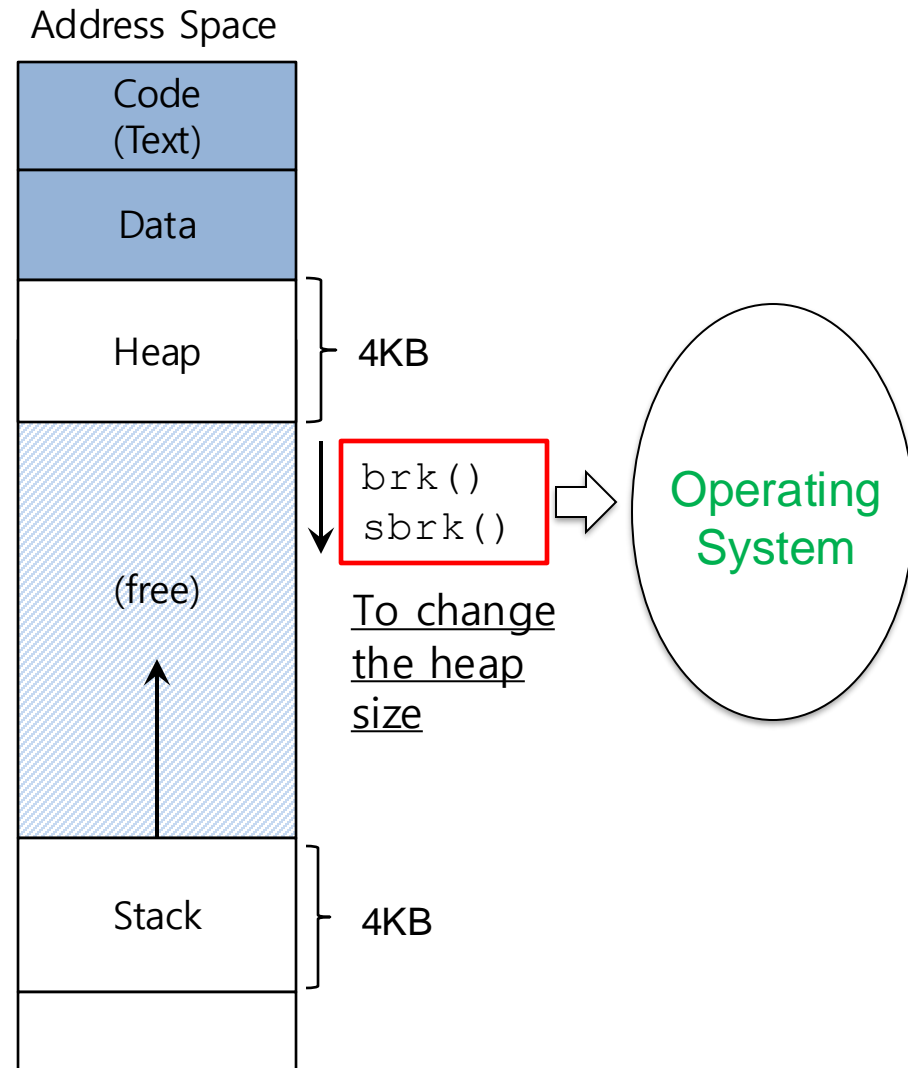 Address Space
Code
(Text)
Data
Heap
4KB
brk()
sbrk()
Operating
System
(free)
To change
the heap
size
Stack
4KB